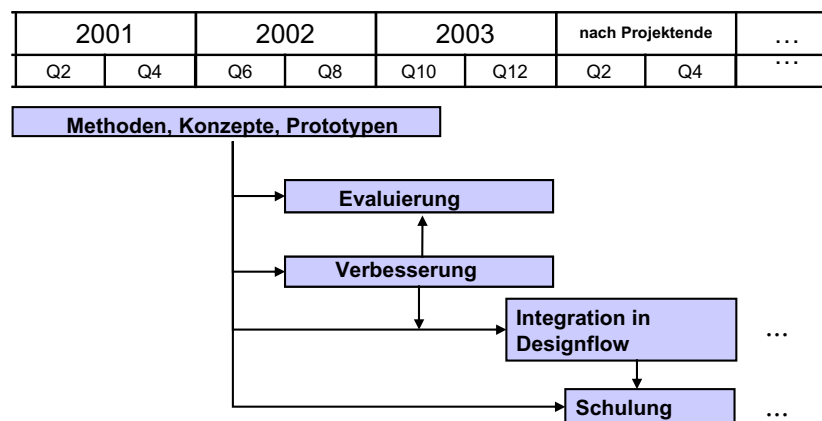 2001 2002 2003 nach Projektende …
Q2 Q4 Q6 Q8 Q10 Q12 Q2 Q4 …
Methoden, Konzepte, Prototypen
Evaluierung
Verbesserung
Integration in
Designflow
…
Schulung …